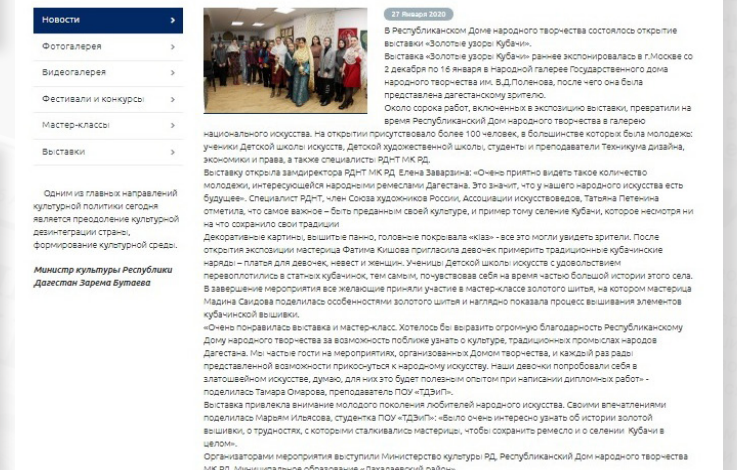 Новости
Фотогалерея
Видеогалерея
Фестивали и конкурсы
Мастер-классы
Выставки
Одним из главных направлений
культурной политики сегодня
является преодоление культурной
дезинтеграции страны,
формирование культурной среды.
Министр культуры Республики
Дагестан Зарема Бутаева
27 Января 2020
В Республиканском Доме народного творчества состоялось открытие
выставки «Золотые узоры Кубачи».
Выставка «Золотые узоры Кубачи» раннее экспонировалась в г.Москве со
2 декабря по 16 января в Народной галерее Государственного дома
народного творчества им. В.Д.Поленова, после чего она была
представлена дагестанскому зрителю.
Около сорока работ, включенных в экспозицию выставки, превратили на
время Республиканский Дом народного творчества в галерею
национального искусства. На открытии присутствовало более 100 человек, в большинстве которых была молодежь:
ученики Детской школы искусств, Детской художественной школы, студенты и преподаватели Техникума дизайна,
экономики и права, а также специалисты РДНТ МК РД.
Выставку открыла замдиректора РДНТ МК РД Елена Заварзина: «Очень приятно видеть такое количество
молодежи, интересующейся народными ремеслами Дагестана. Это значит, что у нашего народного искусства есть
будущее». Специалист РДНТ, член Союза художников России, Ассоциации искусствоведов, Татьяна Петенина
отметила, что самое важное – быть преданным своей культуре, и пример тому селение Кубачи, которое несмотря ни
на что сохранило свои традиции
Декоративные картины, вышитые панно, головные покрывала «кIаз» - все это могли увидеть зрители. После
открытия экспозиции мастерица Фатима Кишова пригласила девочек примерить традиционные кубачинские
наряды – платья для девочек, невест и женщин. Ученицы Детской школы искусств с удовольствием
перевоплотились в статных кубачинок, тем самым, почувствовав себя на время частью большой истории этого села.
В завершение мероприятия все желающие приняли участие в мастер-классе золотного шитья, на котором мастерица
Мадина Саидова поделилась особенностями золотого шитья и наглядно показала процесс вышивания элементов
кубачинской вышивки.
«Очень понравилась выставка и мастер-класс. Хотелось бы выразить огромную благодарность Республиканскому
Дому народного творчества за возможность поближе узнать о культуре, традиционных промыслах народов
Дагестана. Мы частые гости на мероприятиях, организованных Домом творчества, и каждый раз рады
представленной возможности прикоснуться к народному искусству. Наши девочки попробовали себя в
златошвейном искусстве, думаю, для них это будет полезным опытом при написании дипломных работ» -
поделилась Тамара Омарова, преподаватель ПОУ «ТДЭиП».
Выставка привлекла внимание молодого поколения любителей народного искусства. Своими впечатлениями
поделилась Марьям Ильясова, студентка ПОУ «ТДЭиП»: «Было очень интересно узнать об истории золотой
вышивки, о трудностях, с которыми сталкивались мастерицы, чтобы сохранить ремесло и о селении Кубачи в
целом».
Организаторами мероприятия выступили Министерство культуры РД, Республиканский Дом народного творчества
МК РД, Муниципальное образование «Дахадаевский район».